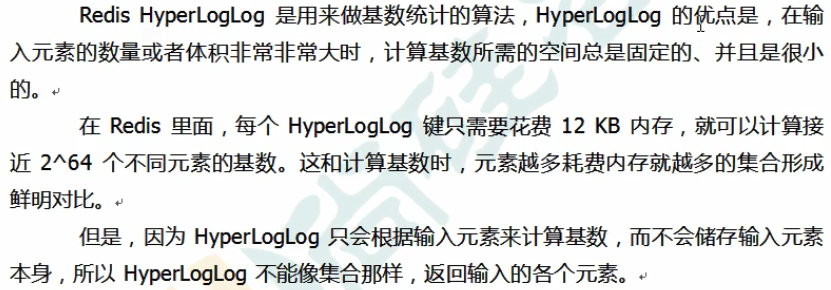 Redis HyperLogLog 是用来做基数统计的算法，HyperLogLog 的优点是，在输
入元素的数量或者体积非常非常大时，计算基数所需的空间总是固定的、并且是很小
的。
在 Redis 里面，每个 HyperLogLog 键只需要花费 12 KB 内存，就可以计算接
近 2^64 个不同元素的基数。这和计算基数时，元素越多耗费内存就越多的集合形成
鲜明对比。
但是，因为 HyperLogLog 只会根据输入元素来计算基数，而不会储存输入元素
本身，所以 HyperLogLog 不能像集合那样，返回输入的各个元素。